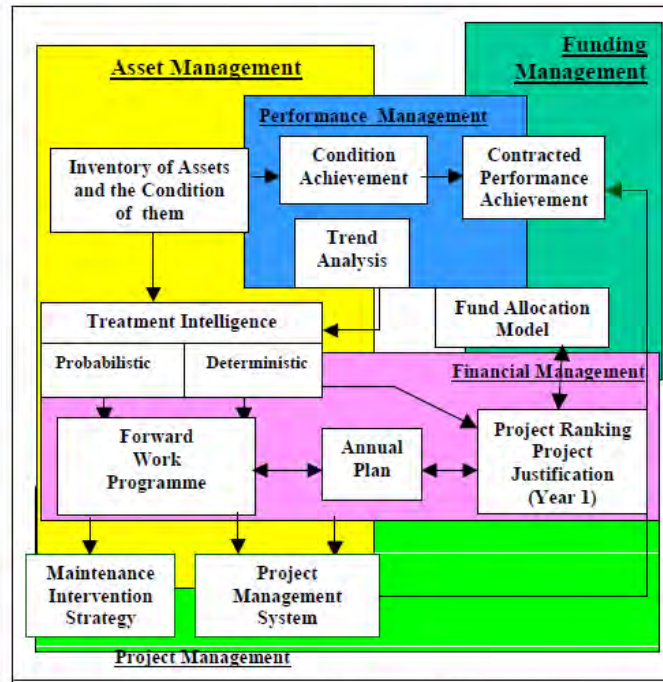 Asset Management
Funding
Management
Performance Management
Inventory of Assets
and the Condition
of them
Condition
Achievement
Contracted
Performance
Achievement
Trend
Analysis
Treatment Intelligence
Probabilistic
Deterministic
Fund Allocation
Model
Financial Management
Forward
Work
Programme
Annual
Plan
Project Ranking
Project
Justification
(Year 1)
Maintenance
Intervention
Strategy
Project
Management
System
Project Management